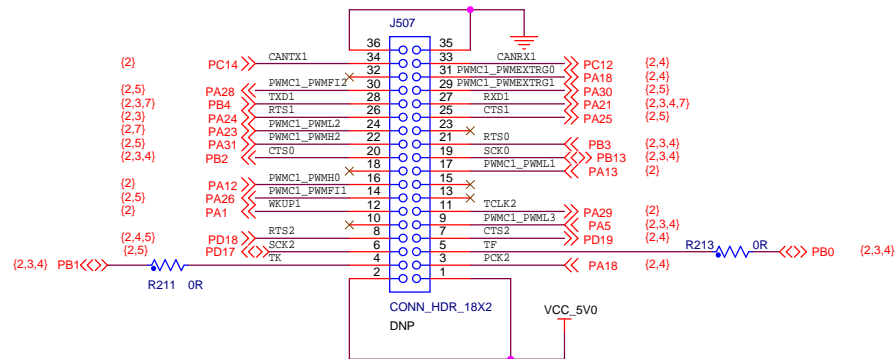 J507
36 35
{2} PC14 CANTX1 34 33 CANRX1 PC12 {2,4}
32 31 PWMC1_PWMEXTRG0 PA18 {2,4}
{2,5} PA28 PWMC1_PWMFI2 30 29 PWMC1_PWMEXTRG1 PA30 {2,5}
{2,3,7} PB4 TXD1 28 27 RXD1 PA21 {2,3,4,7}
{2,3} PA24 RTS1 26 25 CTS1 PA25 {2,5}
{2,7} PA23 PWMC1_PWML2 24 23
{2,5} PA31 PWMC1_PWMH2 22 21 RTS0 PB3 {2,3,4}
{2,3,4} PB2 CTS0 20 19 SCK0 PB13 {2,3,4}
18 17 PWMC1_PWML1 PA13 {2}
{2} PA12 PWMC1_PWMH0 16 15
{2,5} PA26 PWMC1_PWMFI1 14 13
{2} PA1 WKUP1 12 11 TCLK2 PA29 {2}
10 9 PWMC1_PWML3 PA5 {2,3,4}
{2,4,5} PD18 RTS2 8 7 CTS2 PD19 {2,4}
{2,5} PD17 SCK2 6 5 TF R213 0R PB0 {2,3,4}
{2,3,4} PB1 R211 0R TK 4 3 PCK2 PA18 {2,4}
2 1
CONN_HDR_18X2
DNP
VCC_5V0